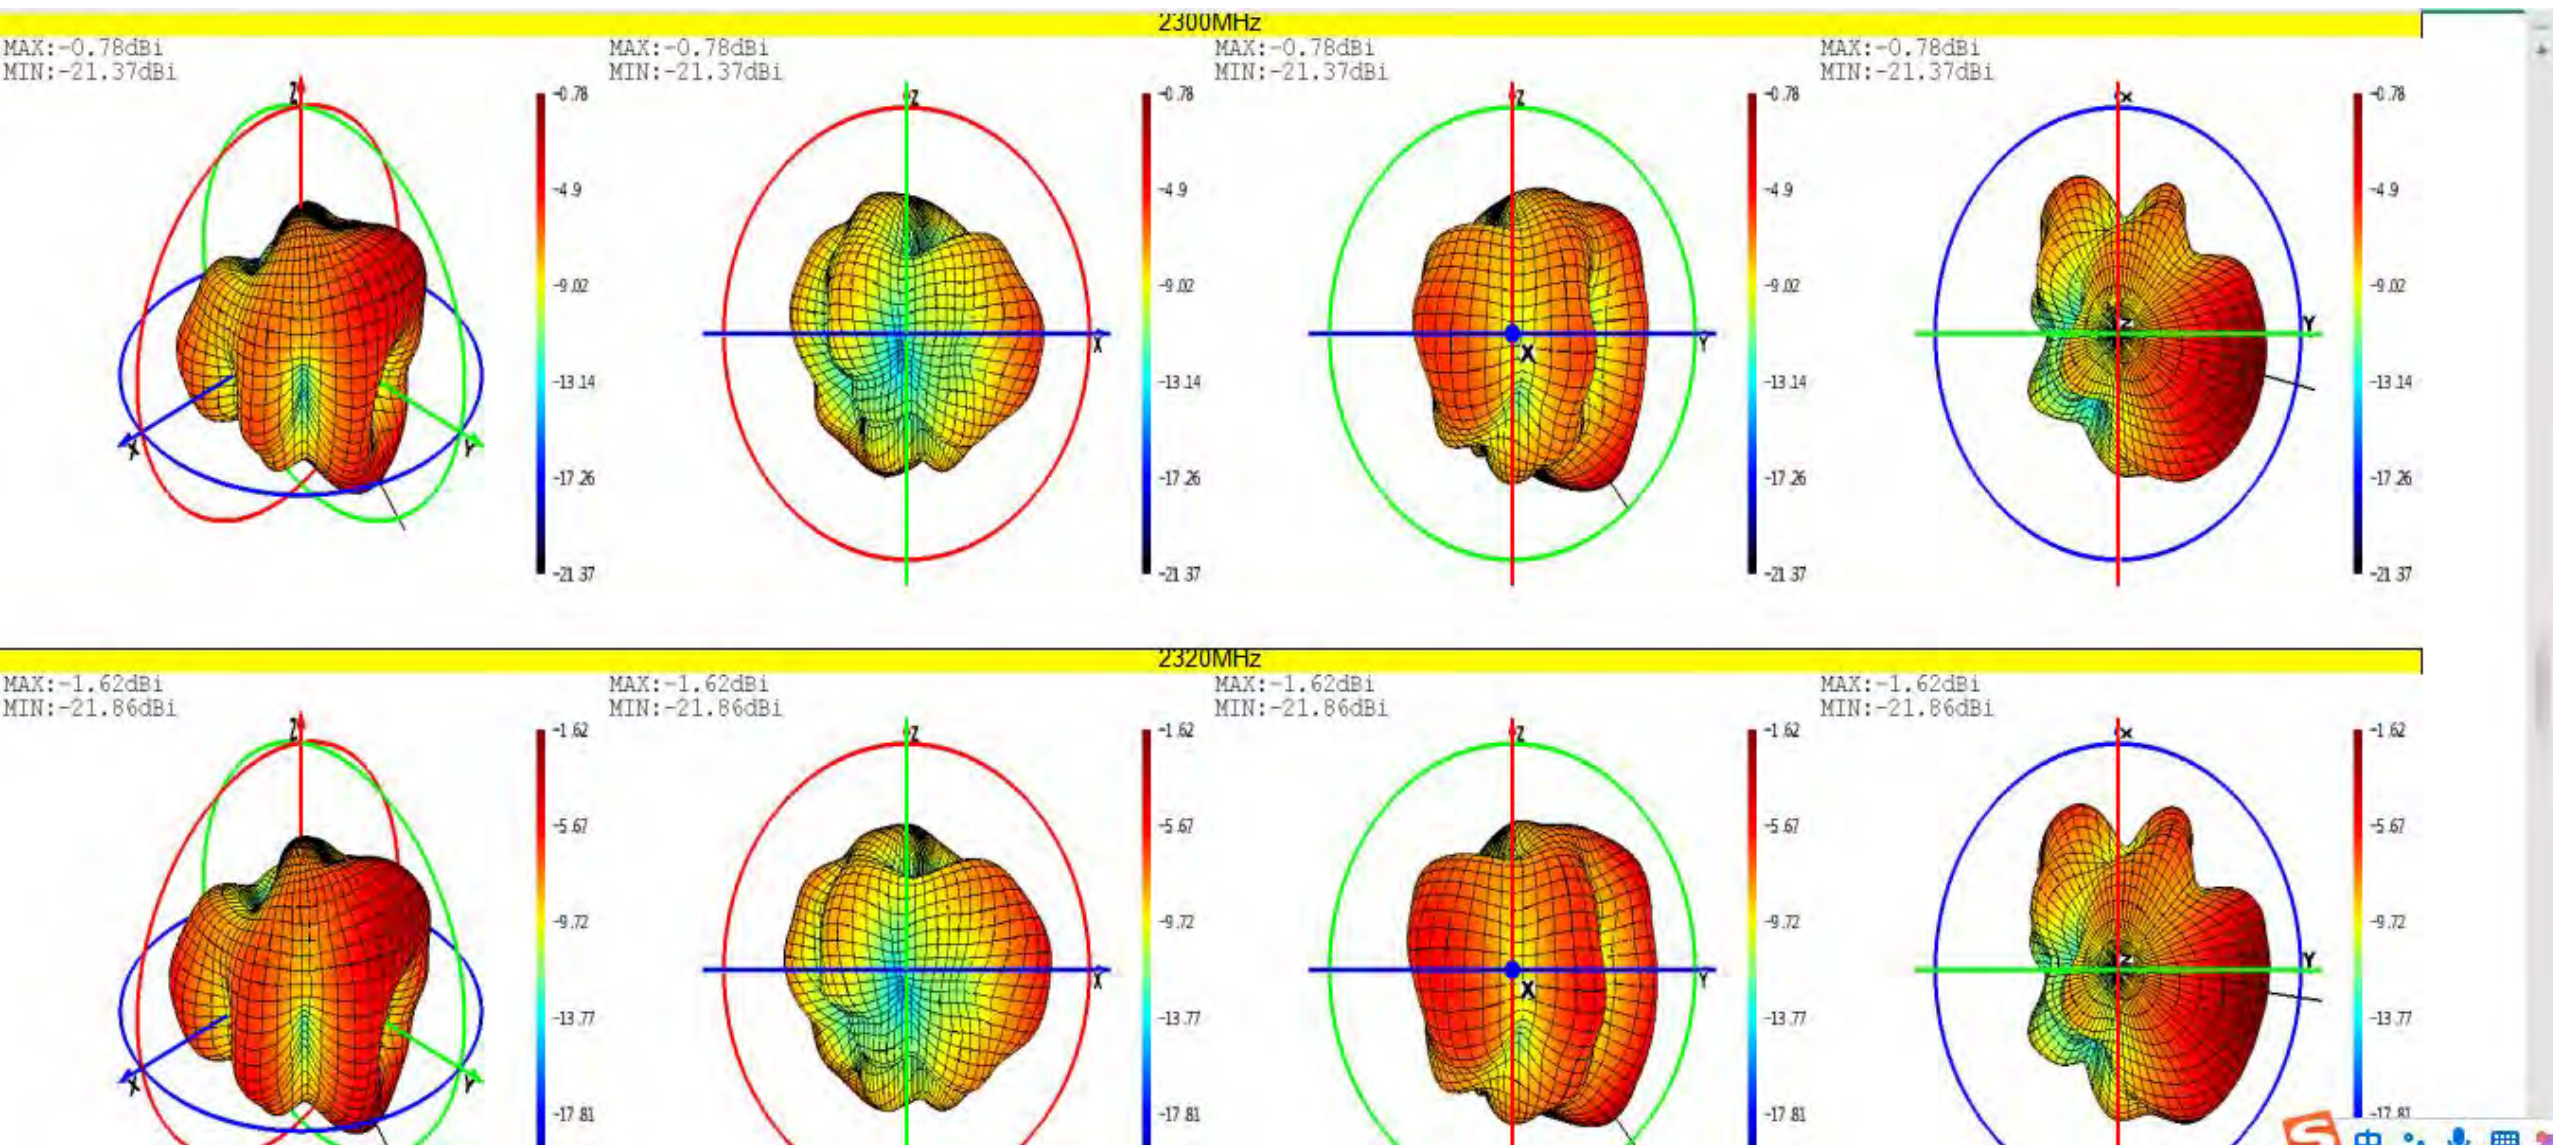 2300MHz
MAX:-0.78dBi MAX:-0.78dBi MAX:-0.78dBi MAX:-0.78dBi
MIN:-21.37dBi MIN:-21.37dBi MIN:-21.37dBi MIN:-21.37dBi
Z Z Z X
-0.78 -0.78 -0.78 -0.78
-4.9 -4.9 -4.9 -4.9
-9.02 -9.02 -9.02 -9.02
Z Y
X Y X Y
X
-13.14 -13.14 -13.14 -13.14
-17.26 -17.26 -17.26 -17.26
-21.37 -21.37 -21.37 -21.37
2320MHz
MAX:-1.62dBi MAX:-1.62dBi MAX:-1.62dBi MAX:-1.62dBi
MIN:-21.86dBi MIN:-21.86dBi MIN:-21.86dBi MIN:-21.86dBi
Z Z Z X
-1.62 -1.62 -1.62 -1.62
-5.67 -5.67 -5.67 -5.67
-9.72 -9.72 -9.72 -9.72
Z Y
X Y X Y
X
-13.77 -13.77 -13.77 -13.77
-17.81 -17.81 -17.81 -17.81
中